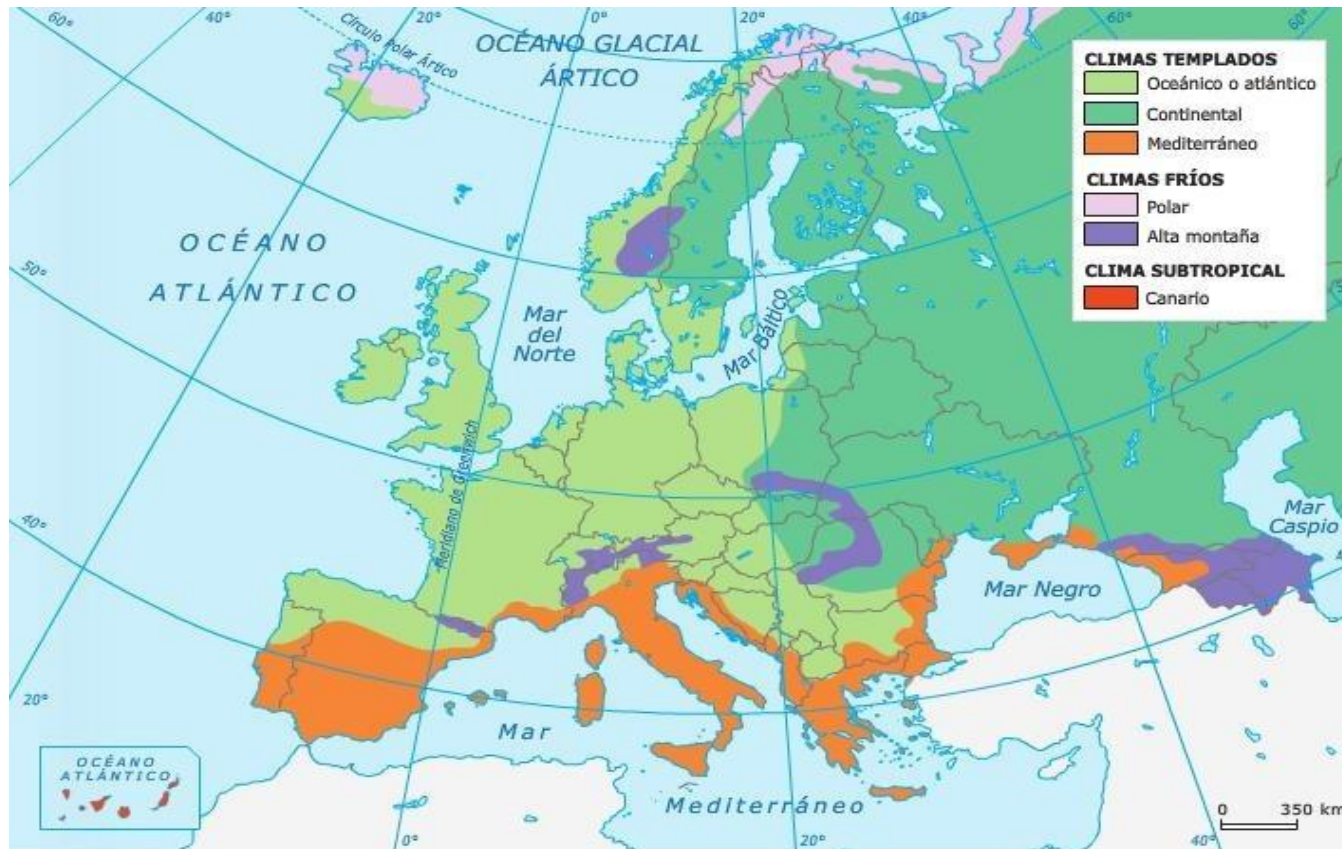 60°
40°
20°
0°
20°
40°
60°
60°
Círculo Polar Ártico
OCÉANO GLACIAL
ÁRTICO
CLIMAS TEMPLADOS
Oceánico o atlántico
Continental
Mediterráneo
CLIMAS FRÍOS
Polar
Alta montaña
CLIMA SUBTROPICAL
Canario
OCÉANO
ATLÁNTICO
50°
Mar
del
Norte
Mar Báltico
Meridiano de Greenwich
40°
Mar
Caspio
Mar Negro
20°
Mar
Mediterráneo
OCÉANO
ATLÁNTICO
0 350 km
0°
20°
40°